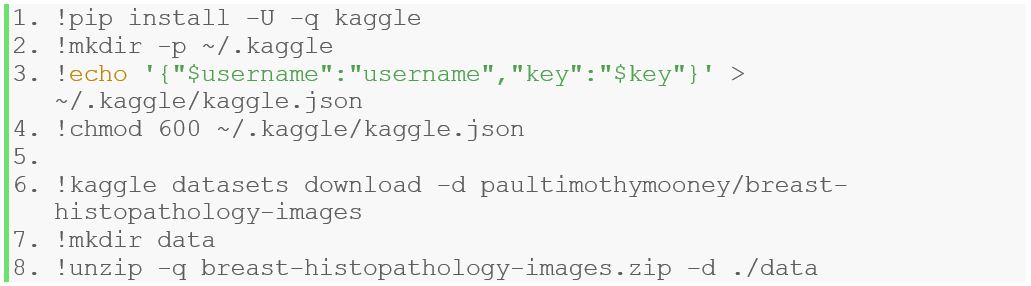 1. !pip install -U -q kaggle
2. !mkdir -p ~/.kaggle
3. !echo '{"$username":"username","key":"$key"}' >
~/.kaggle/kaggle.json
4. !chmod 600 ~/.kaggle/kaggle.json
5.
6. !kaggle datasets download -d paultimothymooney/breast-
histopathology-images
7. !mkdir data
8. !unzip -q breast-histopathology-images.zip -d ./data